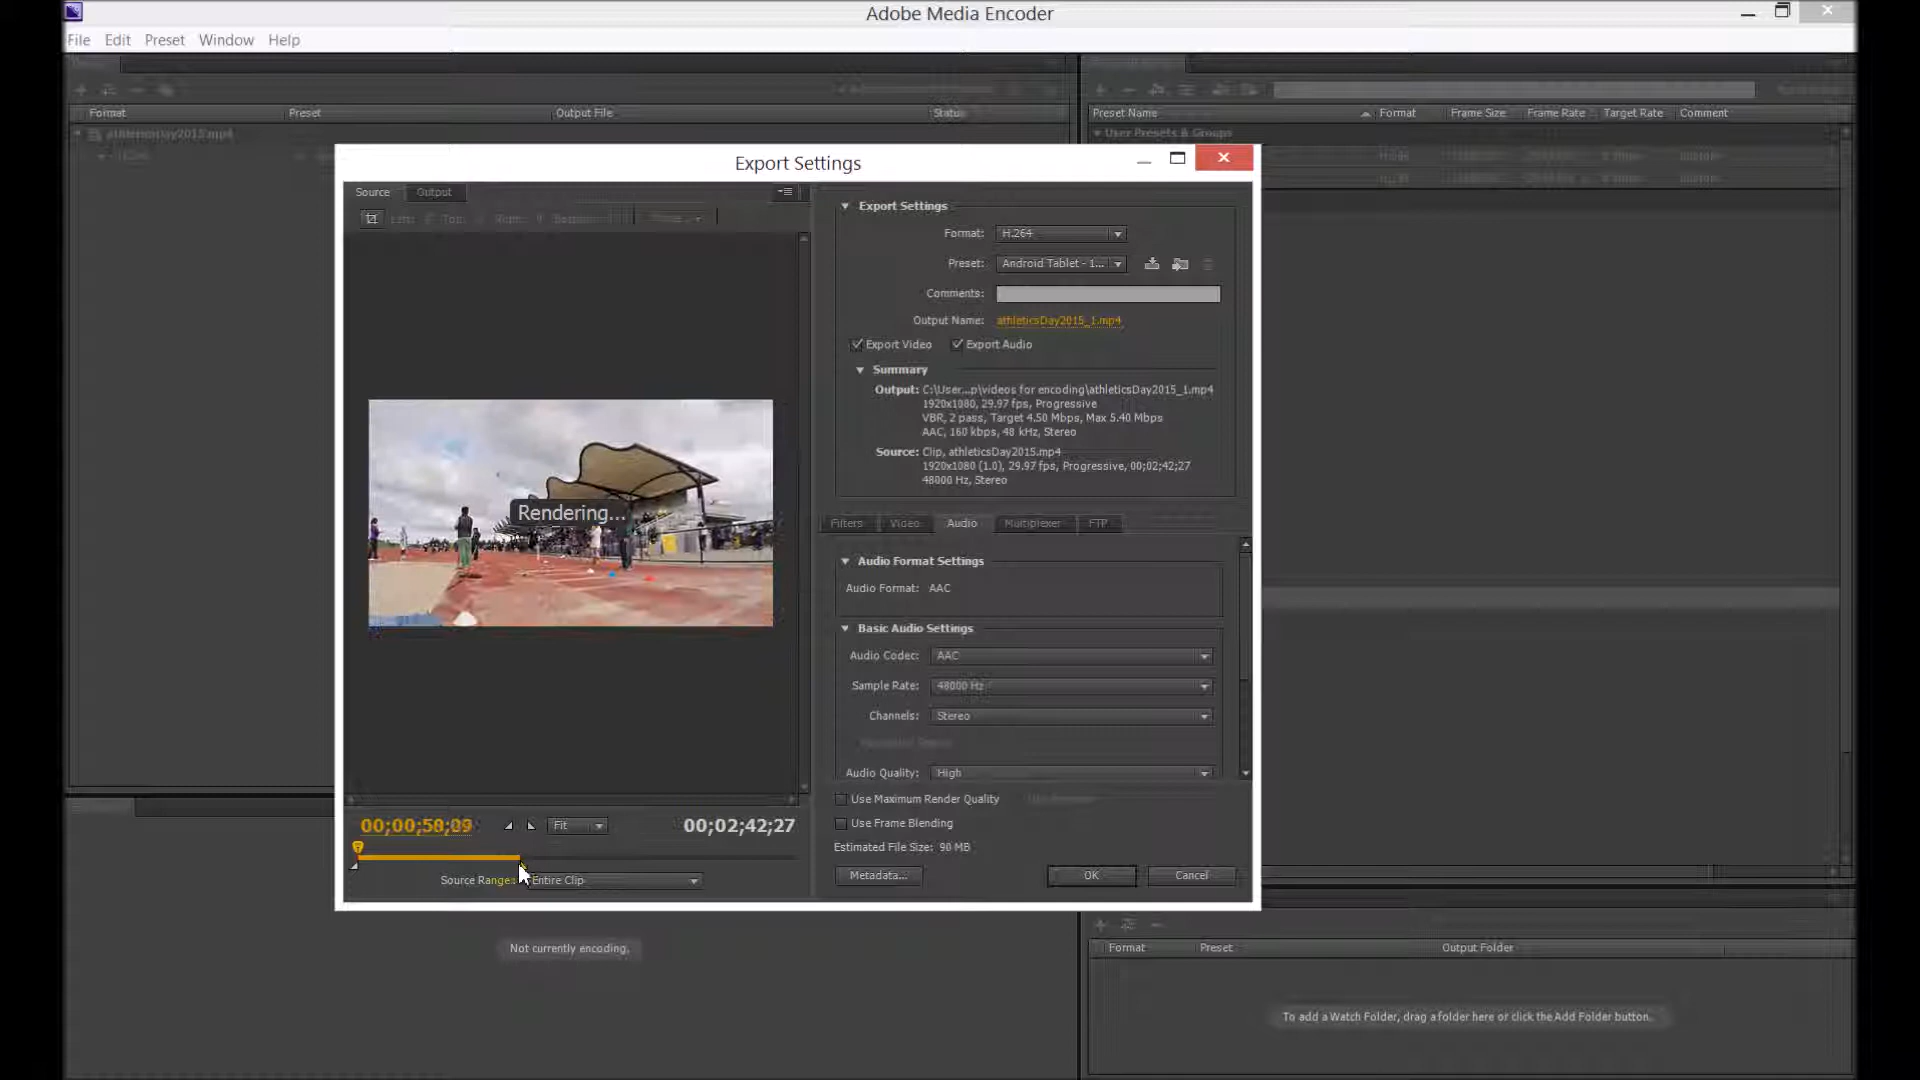 Adobe Media Encoder
File Edit Preset Window Help
Format Preset Output File Status
Preset Name Format Frame Size Frame Rate Target Rate Comment
athleticsDay2015.mp4
User Presets & Groups
Export Settings
Source Output
Export Settings
Format: H.264
Preset: Android Tablet - 1...
Comments:
Output Name: athleticsDay2015_1.mp4
Export Video Export Audio
Summary
Output: C:\User...p\videos for encoding\athleticsDay2015_1.mp4
1920x1080, 29.97 fps, Progressive
VBR, 2 pass, Target 4.50 Mbps, Max 5.40 Mbps
AAC, 160 kbps, 48 kHz, Stereo
Source: Clip, athleticsDay2015.mp4
1920x1080 (1.0), 29.97 fps, Progressive, 00;02;42;27
48000 Hz, Stereo
Rendering...
Filters Video Audio Multiplexer FTP
Audio Format Settings
Audio Format: AAC
Basic Audio Settings
Audio Codec: AAC
Sample Rate: 48000 Hz
Channels: Stereo
Audio Quality: High
Use Maximum Render Quality
Use Frame Blending
Estimated File Size: 90 MB
Metadata... OK Cancel
00;00;58;09 Fit 00;02;42;27
Source Range: Entire Clip
Not currently encoding.
Format Preset Output Folder
To add a Watch Folder, drag a folder here or click the Add Folder button.